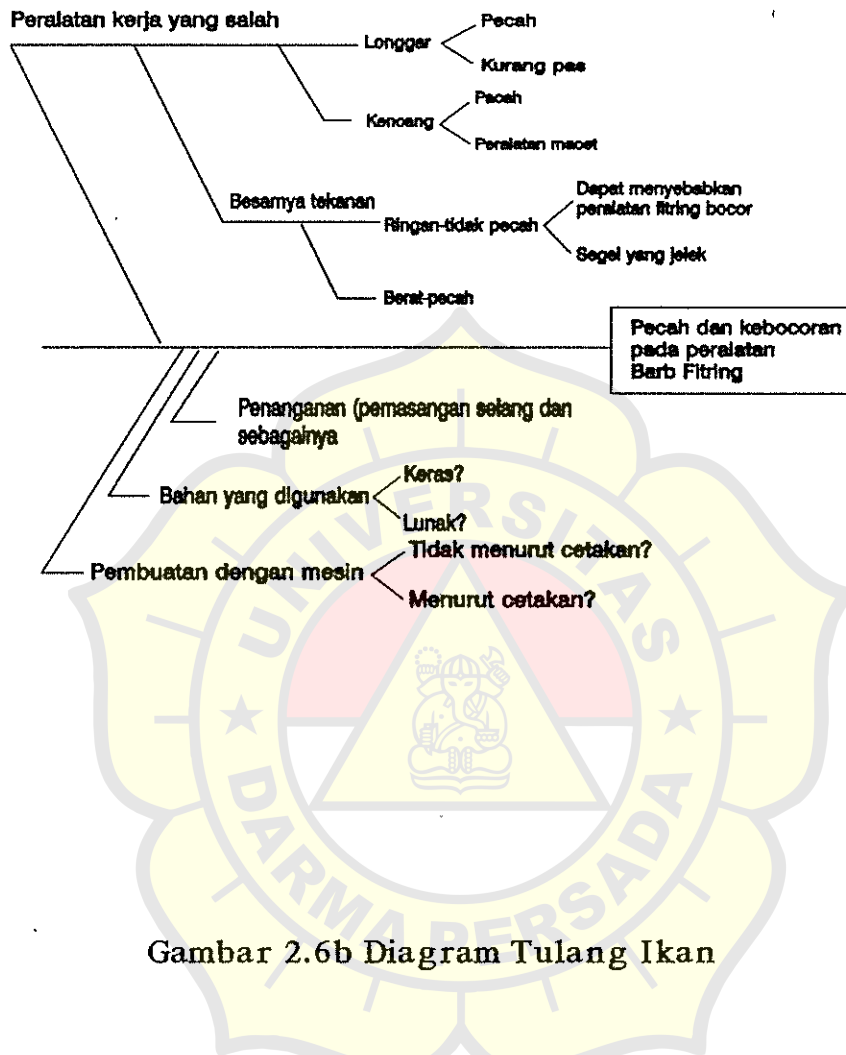 Peralatan kerja yang salah
Longgar
Pecah
Kurang pas
Kencang
Pecah
Peralatan macet
Besarnya tekanan
Ringan-tidak pecah
Dapat menyebabkan
peralatan fitring bocor
Segel yang jelek
Berat-pecah
Pecah dan kebocoran
pada peralatan
Barb Fitring
Penanganan (pemasangan selang dan
sebagainya
Bahan yang digunakan
Keras?
Lunak?
Pembuatan dengan mesin
Tidak menurut cetakan?
Menurut cetakan?
UNIVERSITAS
DARMA PERSADA
Gambar 2.6b Diagram Tulang Ikan